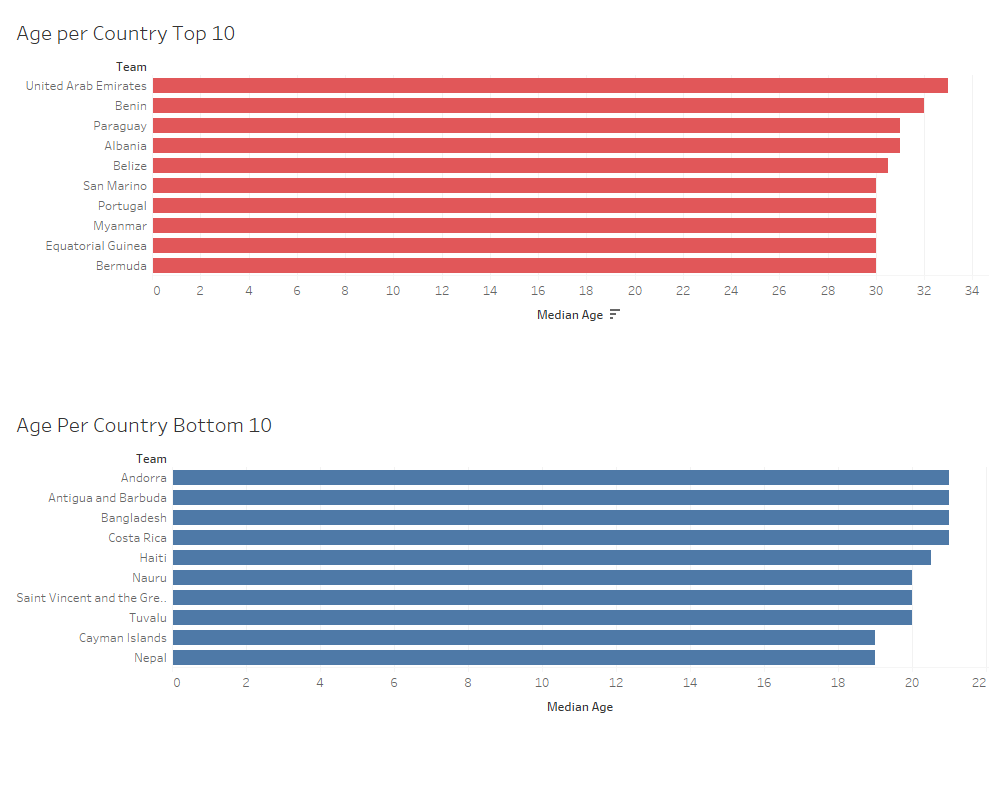 Age per Country Top 10
Team
United Arab Emirates
Benin
Paraguay
Albania
Belize
San Marino
Portugal
Myanmar
Equatorial Guinea
Bermuda
0 2 4 6 8 10 12 14 16 18 20 22 24 26 28 30 32 34
Median Age
Age Per Country Bottom 10
Team
Andorra
Antigua and Barbuda
Bangladesh
Costa Rica
Haiti
Nauru
Saint Vincent and the Gre..
Tuvalu
Cayman Islands
Nepal
0 2 4 6 8 10 12 14 16 18 20 22
Median Age